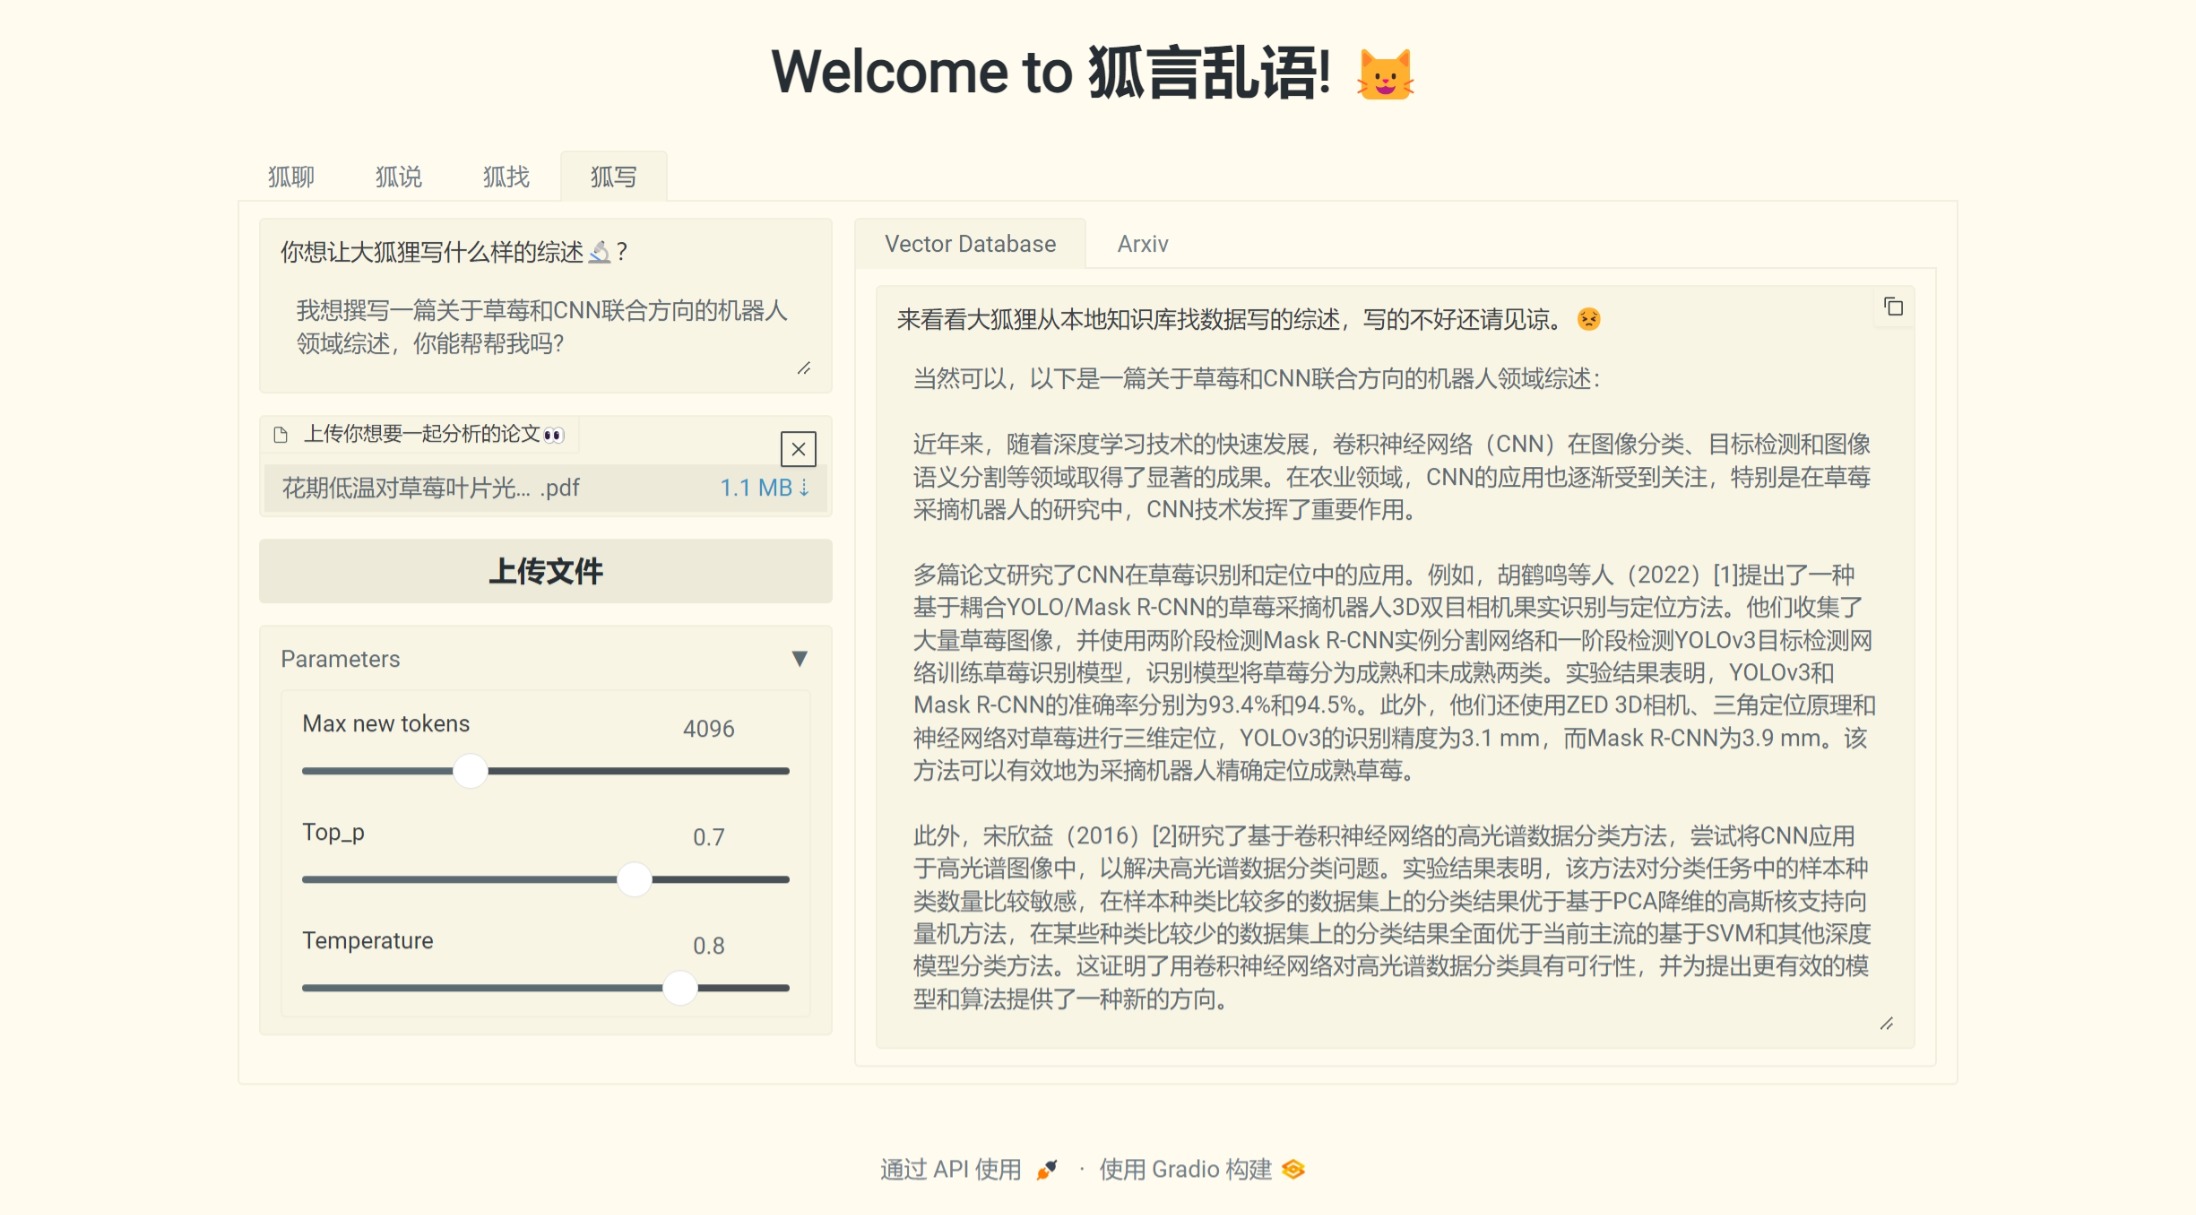 Welcome to 狐言乱语! 😺
狐聊
狐说
狐找
狐写
你想让大狐狸写什么样的综述🔬？
我想撰写一篇关于草莓和CNN联合方向的机器人
领域综述，你能帮帮我吗?
上传你想要一起分析的论文👀
花期低温对草莓叶片光... .pdf
1.1 MB ⇣
上传文件
Parameters
Max new tokens
4096
Top_p
0.7
Temperature
0.8
Vector Database
Arxiv
来看看大狐狸从本地知识库找数据写的综述，写的不好还请见谅。 😣
当然可以，以下是一篇关于草莓和CNN联合方向的机器人领域综述：
近年来，随着深度学习技术的快速发展，卷积神经网络（CNN）在图像分类、目标检测和图像
语义分割等领域取得了显著的成果。在农业领域，CNN的应用也逐渐受到关注，特别是在草莓
采摘机器人的研究中，CNN技术发挥了重要作用。
多篇论文研究了CNN在草莓识别和定位中的应用。例如，胡鹤鸣等人（2022）[1]提出了一种
基于耦合YOLO/Mask R-CNN的草莓采摘机器人3D双目相机果实识别与定位方法。他们收集了
大量草莓图像，并使用两阶段检测Mask R-CNN实例分割网络和一阶段检测YOLOv3目标检测网
络训练草莓识别模型，识别模型将草莓分为成熟和未成熟两类。实验结果表明，YOLOv3和
Mask R-CNN的准确率分别为93.4%和94.5%。此外，他们还使用ZED 3D相机、三角定位原理和
神经网络对草莓进行三维定位，YOLOv3的识别精度为3.1 mm，而Mask R-CNN为3.9 mm。该
方法可以有效地为采摘机器人精确定位成熟草莓。
此外，宋欣益（2016）[2]研究了基于卷积神经网络的高光谱数据分类方法，尝试将CNN应用
于高光谱图像中，以解决高光谱数据分类问题。实验结果表明，该方法对分类任务中的样本种
类数量比较敏感，在样本种类比较多的数据集上的分类结果优于基于PCA降维的高斯核支持向
量机方法，在某些种类比较少的数据集上的分类结果全面优于当前主流的基于SVM和其他深度
模型分类方法。这证明了用卷积神经网络对高光谱数据分类具有可行性，并为提出更有效的模
型和算法提供了一种新的方向。
通过 API 使用 · 使用 Gradio 构建